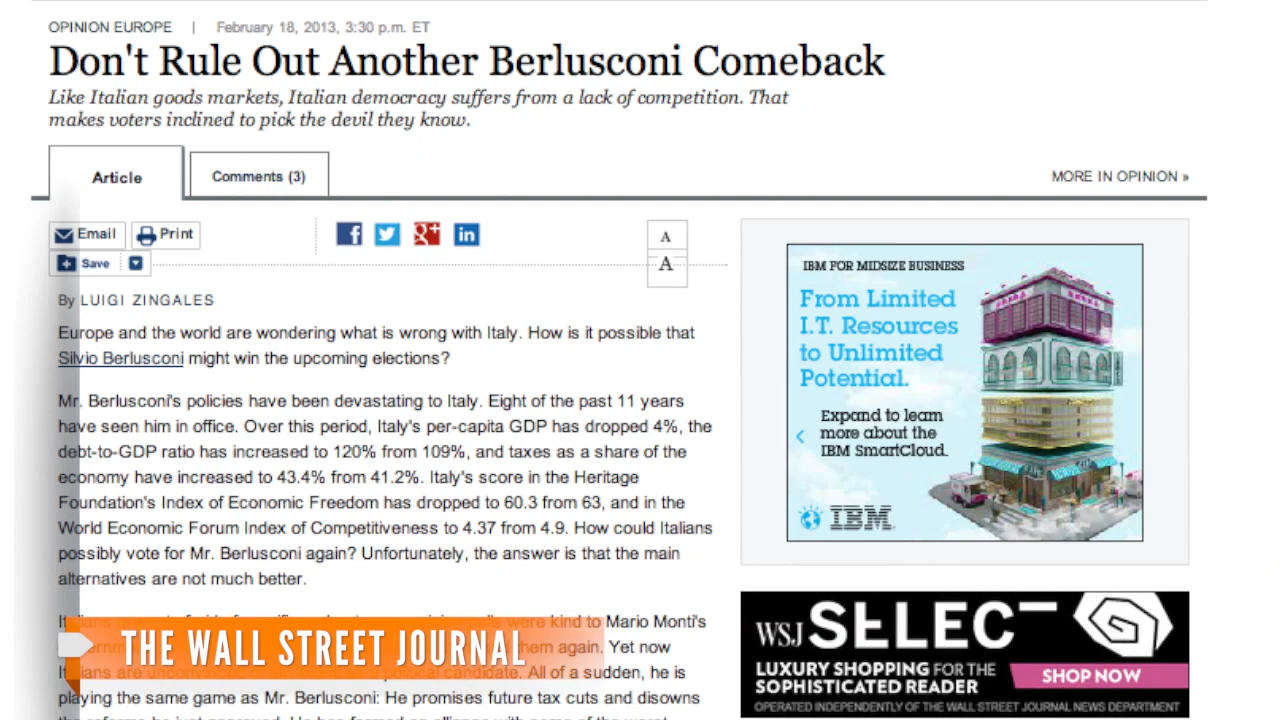 OPINION EUROPE | February 18, 2013, 3:30 p.m. ET
Don't Rule Out Another Berlusconi Comeback
Like Italian goods markets, Italian democracy suffers from a lack of competition. That
makes voters inclined to pick the devil they know.
Article
Comments (3)
MORE IN OPINION »
Email
Print
Save
A
A
By LUIGI ZINGALES
Europe and the world are wondering what is wrong with Italy. How is it possible that
Silvio Berlusconi might win the upcoming elections?
Mr. Berlusconi's policies have been devastating to Italy. Eight of the past 11 years
have seen him in office. Over this period, Italy's per-capita GDP has dropped 4%, the
debt-to-GDP ratio has increased to 120% from 109%, and taxes as a share of the
economy have increased to 43.4% from 41.2%. Italy's score in the Heritage
Foundation's Index of Economic Freedom has dropped to 60.3 from 63, and in the
World Economic Forum Index of Competitiveness to 4.37 from 4.9. How could Italians
possibly vote for Mr. Berlusconi again? Unfortunately, the answer is that the main
alternatives are not much better.
were kind to Mario Monti's
them again. Yet now
candidate. All of a sudden, he is
playing the same game as Mr. Berlusconi: He promises future tax cuts and disowns
THE WALL STREET JOURNAL
IBM FOR MIDSIZE BUSINESS
From Limited
I.T. Resources
to Unlimited
Potential.
Expand to learn
more about the
IBM SmartCloud.
IBM
WSJ SELECT
LUXURY SHOPPING FOR THE
SOPHISTICATED READER
SHOP NOW
OPERATED INDEPENDENTLY OF THE WALL STREET JOURNAL NEWS DEPARTMENT